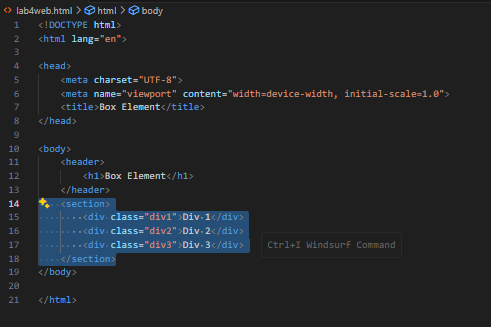 lab4web.html > html > body
1 <!DOCTYPE html>
2 <html lang="en">
3
4 <head>
5 <meta charset="UTF-8">
6 <meta name="viewport" content="width=device-width, initial-scale=1.0">
7 <title>Box Element</title>
8 </head>
9
10 <body>
11 <header>
12 <h1>Box Element</h1>
13 </header>
14 <section>
15 <div class="div1">Div 1</div>
16 <div class="div2">Div 2</div>
17 <div class="div3">Div 3</div> Ctrl+I Windsurf Command
18 </section>
19 </body>
20
21 </html>